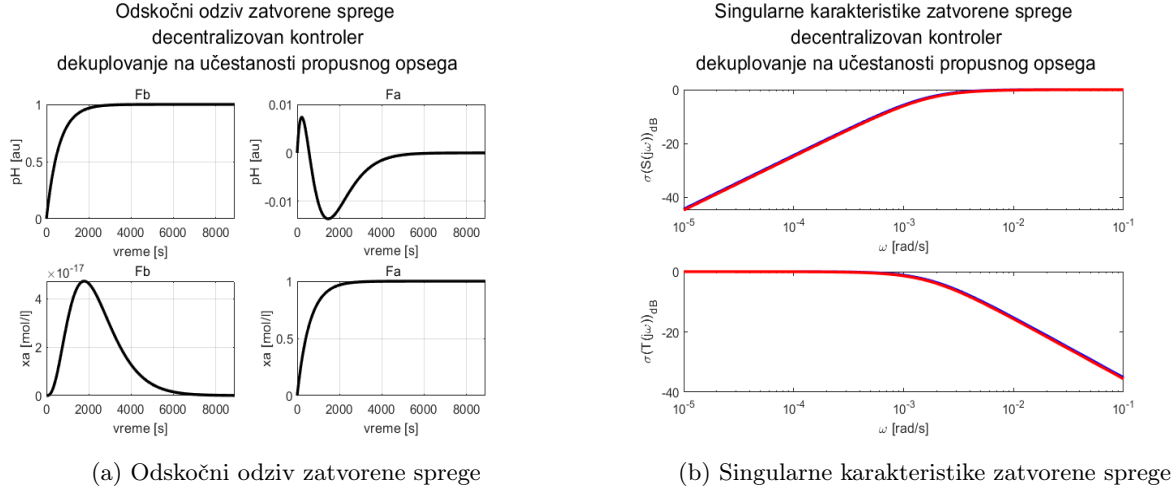 Odskočni odziv zatvorene sprege
decentralizovan kontroler
dekuplovanje na učestanosti propusnog opsega
Fb
pH [au]
1
0.5
0
0 2000 4000 6000 8000
vreme [s]
Fa
pH [au]
0.01
0
-0.01
0 2000 4000 6000 8000
vreme [s]
×10⁻¹⁷
Fb
xa [mol/l]
4
2
0
0 2000 4000 6000 8000
vreme [s]
Fa
xa [mol/l]
1
0.5
0
0 2000 4000 6000 8000
vreme [s]
(a) Odskočni odziv zatvorene sprege
Singularne karakteristike zatvorene sprege
decentralizovan kontroler
dekuplovanje na učestanosti propusnog opsega
σ(S(jω))dB
0
-20
-40
10⁻⁵ 10⁻⁴ 10⁻³ 10⁻² 10⁻¹
ω [rad/s]
σ(T(jω))dB
0
-20
-40
10⁻⁵ 10⁻⁴ 10⁻³ 10⁻² 10⁻¹
ω [rad/s]
(b) Singularne karakteristike zatvorene sprege